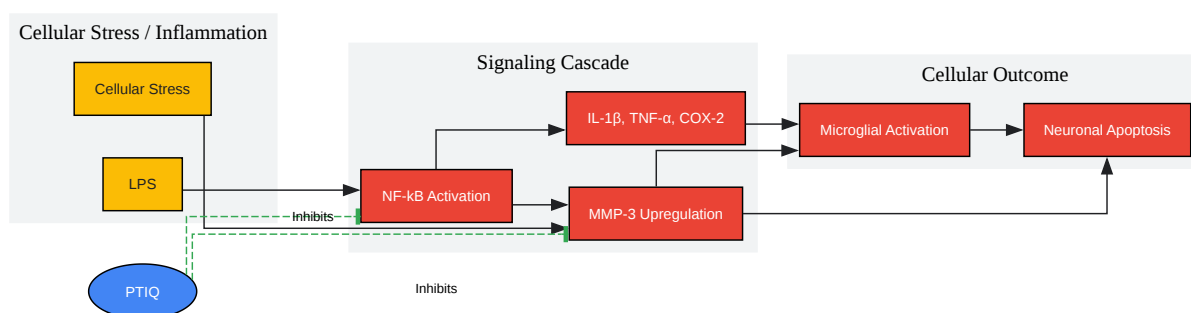 Cellular Stress / Inflammation
Cellular Stress
LPS
PTIQ
Signaling Cascade
IL-1β, TNF-α, COX-2
NF-kB Activation
MMP-3 Upregulation
Inhibits
Inhibits
Cellular Outcome
Microglial Activation
Neuronal Apoptosis